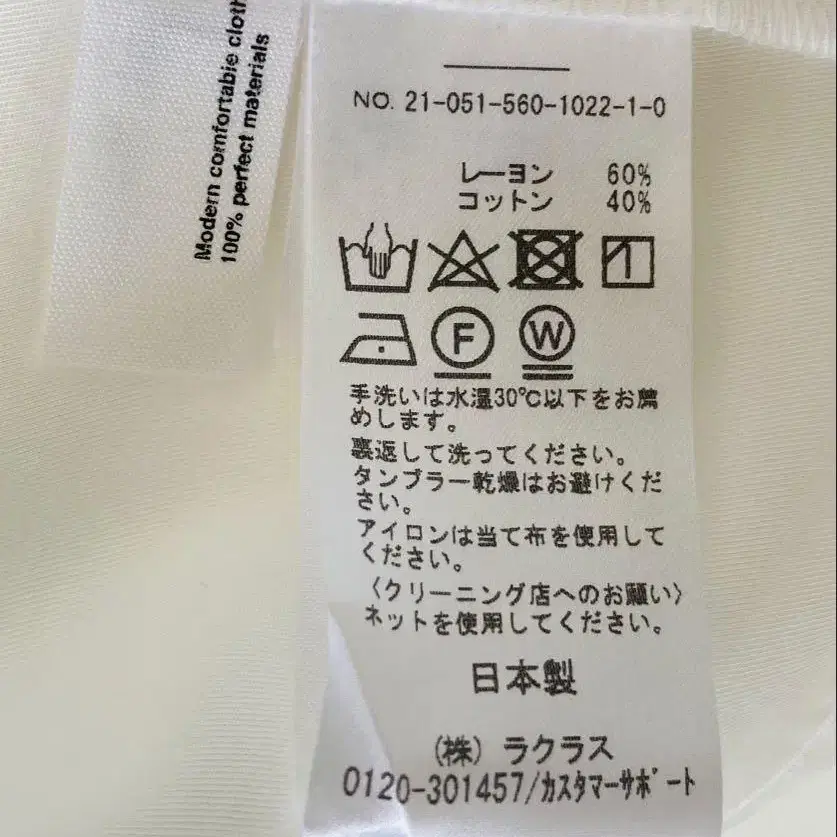 Modern comfortable cloth
100% perfect materials
NO. 21-051-560-1022-1-0
レーヨン 60%
コットン 40%
F W
手洗いは水温30℃以下をお薦
めします。
裏返して洗ってください。
タンブラー乾燥はお避けくだ
さい。
アイロンは当て布を使用して
ください。
〈クリーニング店へのお願い〉
ネットを使用してください。
日本製
(株) ラクラス
0120-301457/カスタマーサポート